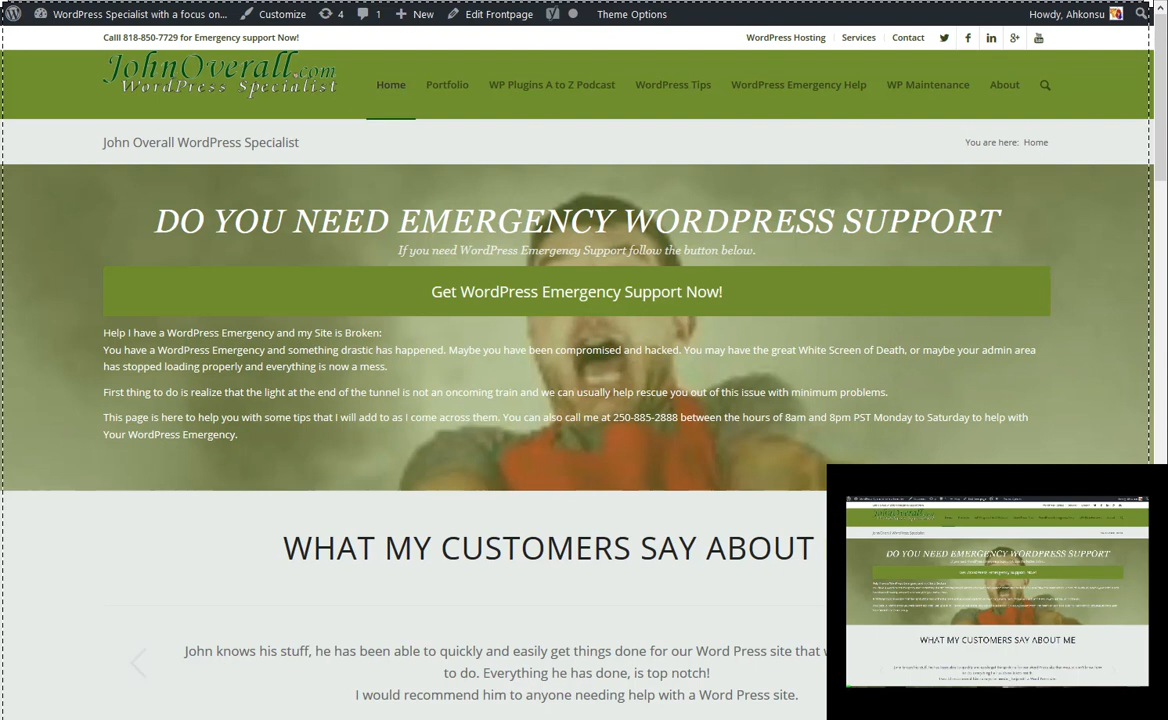 WordPress Specialist with a focus on... Customize 4 1 New Edit Frontpage Theme Options Howdy, Ahkonsu
Calll 818-850-7729 for Emergency support Now! WordPress Hosting Services Contact
JohnOverall.com
WordPress Specialist
Home Portfolio WP Plugins A to Z Podcast WordPress Tips WordPress Emergency Help WP Maintenance About
John Overall WordPress Specialist You are here: Home
DO YOU NEED EMERGENCY WORDPRESS SUPPORT
If you need WordPress Emergency Support follow the button below.
Get WordPress Emergency Support Now!
Help I have a WordPress Emergency and my Site is Broken:
You have a WordPress Emergency and something drastic has happened. Maybe you have been compromised and hacked. You may have the great White Screen of Death, or maybe your admin area
has stopped loading properly and everything is now a mess.
First thing to do is realize that the light at the end of the tunnel is not an oncoming train and we can usually help rescue you out of this issue with minimum problems.
This page is here to help you with some tips that I will add to as I come across them. You can also call me at 250-885-2888 between the hours of 8am and 8pm PST Monday to Saturday to help with
Your WordPress Emergency.
WHAT MY CUSTOMERS SAY ABOUT
John knows his stuff, he has been able to quickly and easily get things done for our Word Press site that
to do. Everything he has done, is top notch!
I would recommend him to anyone needing help with a Word Press site.
JohnOverall.com
DO YOU NEED EMERGENCY WORDPRESS SUPPORT
Get WordPress Emergency Support Now!
WHAT MY CUSTOMERS SAY ABOUT ME